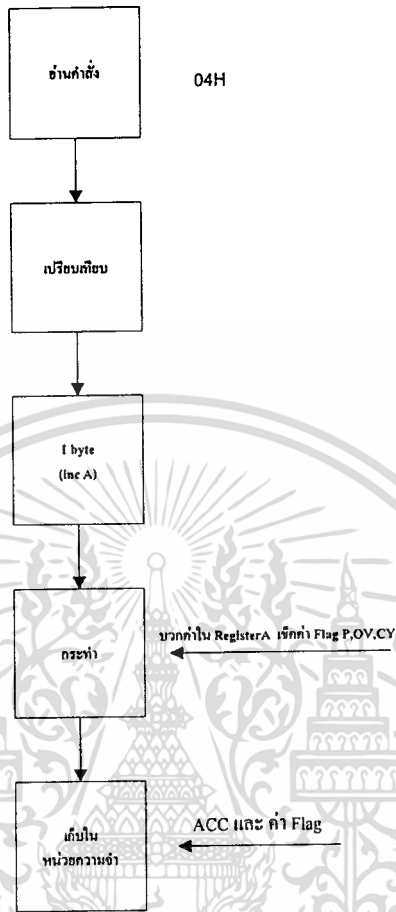 อ่านคำสั่ง
04H
เปรียบเทียบ
1 byte
(Inc A)
กระทำ
บวกค่าใน RegisterA เช็คค่า Flag P,OV,CY
เก็บใน
หน่วยความจำ
ACC และ ค่า Flag